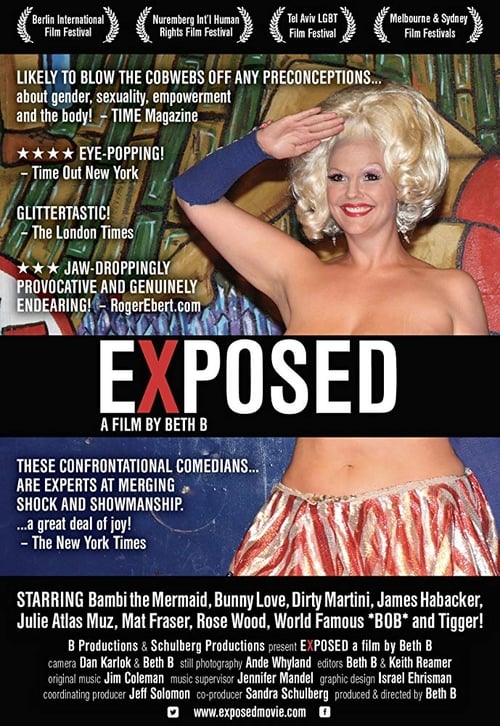 Berlin International
Film Festival
Nuremberg Int'l Human
Rights Film Festival
Tel Aviv LGBT
Film Festival
Melbourne & Sydney
Film Festivals
LIKELY TO BLOW THE COBWEBS OFF ANY PRECONCEPTIONS...
about gender, sexuality, empowerment
and the body! – TIME Magazine
★★★★ EYE-POPPING!
– Time Out New York
GLITTERTASTIC!
– The London Times
★★★ JAW-DROPPINGLY
PROVOCATIVE AND GENUINELY
ENDEARING! – RogerEbert.com
EXPOSED
A FILM BY BETH B
THESE CONFRONTATIONAL COMEDIANS...
ARE EXPERTS AT MERGING
SHOCK AND SHOWMANSHIP.
...a great deal of joy!
– The New York Times
STARRING Bambi the Mermaid, Bunny Love, Dirty Martini, James Habacker,
Julie Atlas Muz, Mat Fraser, Rose Wood, World Famous *BOB* and Tigger!
B Productions & Schulberg Productions present EXPOSED a film by Beth B
camera Dan Karlok & Beth B still photography Ande Whyland editors Beth B & Keith Reamer
original music Jim Coleman music supervisor Jennifer Mandel graphic design Israel Ehrisman
coordinating producer Jeff Solomon co-producer Sandra Schulberg produced & directed by Beth B
www.exposedmovie.com f